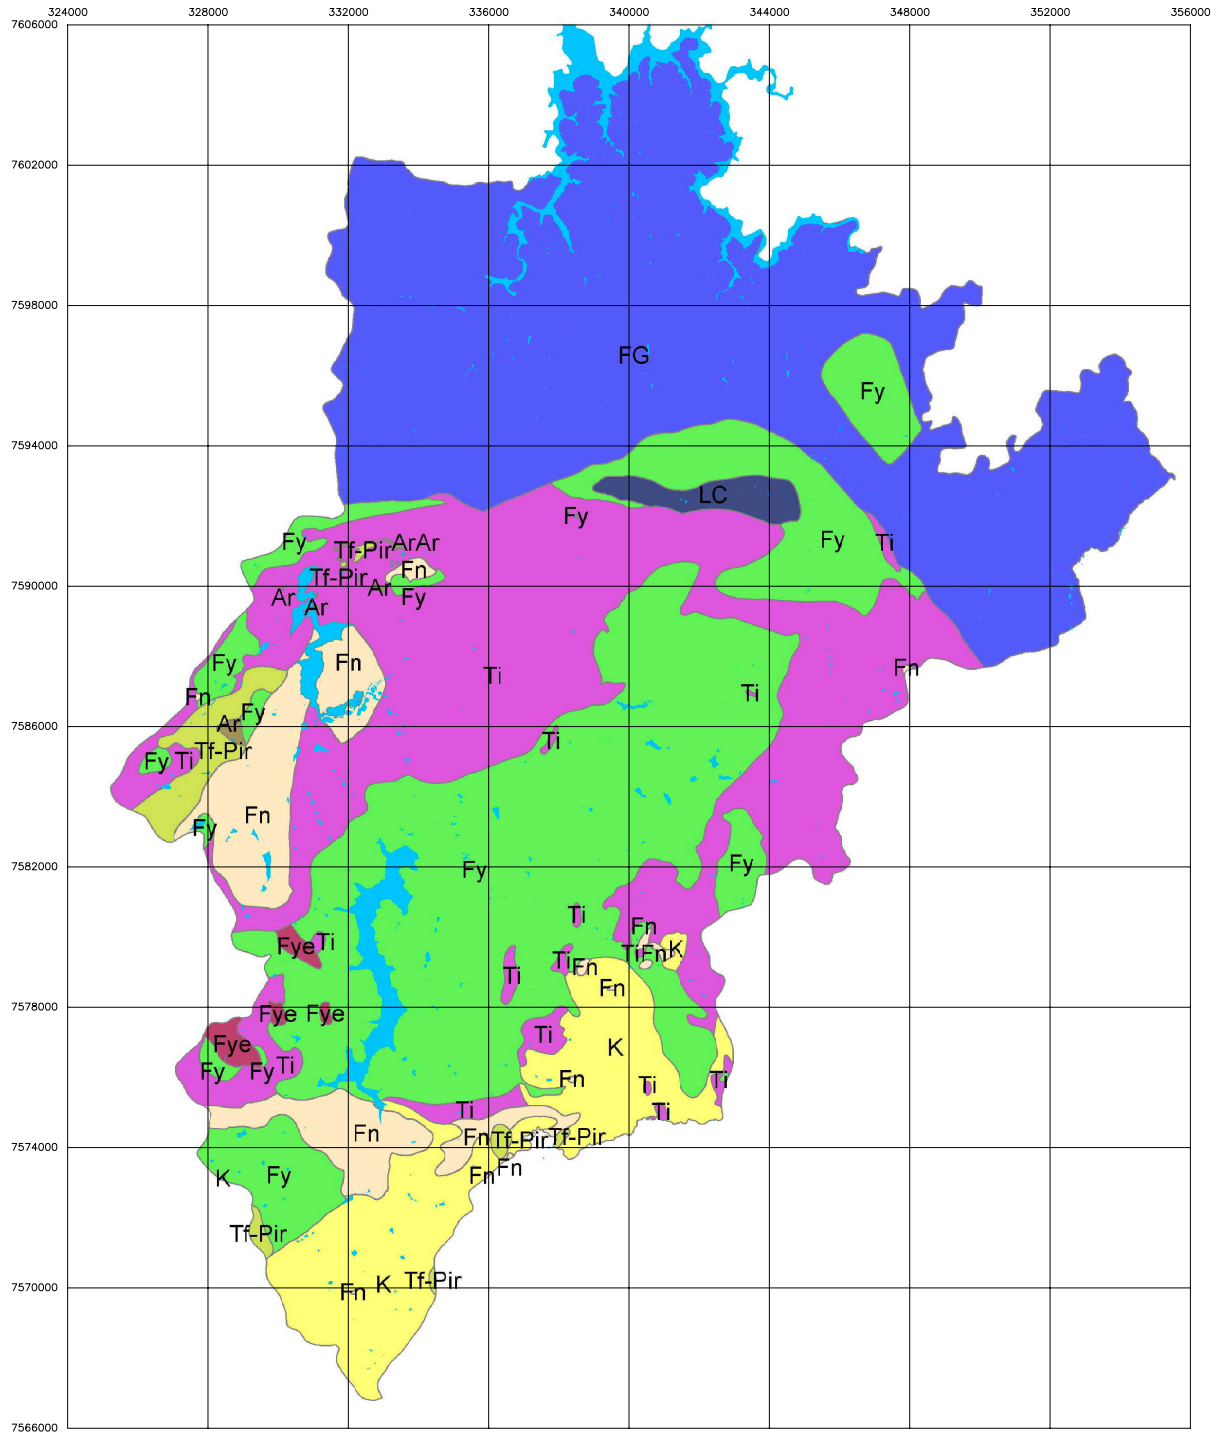 324000 328000 332000 336000 340000 344000 348000 352000 356000
7606000
7602000
7598000
FG
Fy
7594000
LC
Fy
Fy Tf-Pir ArAr Fy Ti
Fn
Tf-Pir
7590000
Ar Ar Ar Fy
Fy Fn Ti Fn
Fn Ti
Ar Fy
7586000
Fy Ti Tf-Pir Ti
Fn
Fy
7582000
Fy Fy
Ti
Fn
Fye Ti TiFn K
Ti Ti Fn
Fn
7578000
Fye Fye
Fye Ti K
Fy Fy Ti Fn Ti Ti
Ti Ti
Fn Fn Tf-Pir Tf-Pir
7574000
K Fy Fn Fn
Tf-Pir
7570000
Fn K Tf-Pir
7566000